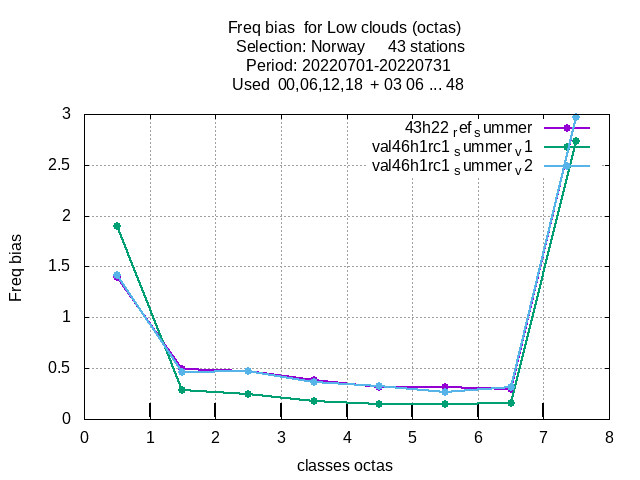 Freq bias  for Low clouds (octas)
Selection: Norway     43 stations
Period: 20220701-20220731
Used  00,06,12,18  + 03 06 ... 48
43h22 ref summer
val46h1rc1 summer v1
val46h1rc1 summer v2
3
2.5
2
1.5
1
0.5
0
Freq bias
0 1 2 3 4 5 6 7 8
classes octas